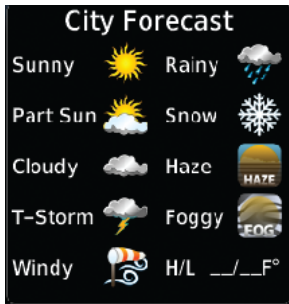 City Forecast
Sunny Rainy
Part Sun Snow
Cloudy Haze HAZE
T-Storm Foggy FOG
Windy H/L __/__F°